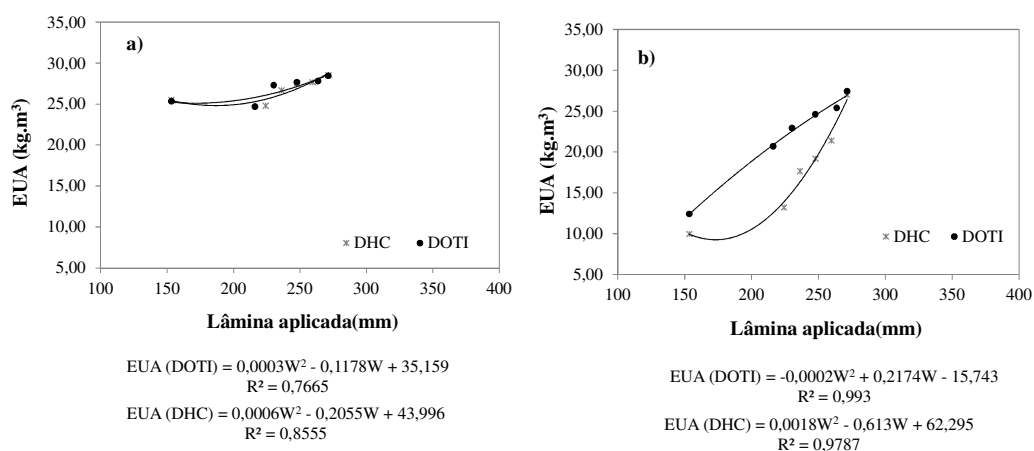 a)
35,00
30,00
25,00
20,00
15,00
10,00
5,00
EUA (kg.m³)
DHC
DOTI
100 150 200 250 300 350 400
Lâmina aplicada(mm)
EUA (DOTI) = 0,0003W² - 0,1178W + 35,159
R² = 0,7665
EUA (DHC) = 0,0006W² - 0,2055W + 43,996
R² = 0,8555
b)
35,00
30,00
25,00
20,00
15,00
10,00
5,00
EUA (kg.m³)
DHC
DOTI
100 150 200 250 300 350 400
Lâmina aplicada(mm)
EUA (DOTI) = -0,0002W² + 0,2174W - 15,743
R² = 0,993
EUA (DHC) = 0,0018W² - 0,613W + 62,295
R² = 0,9787